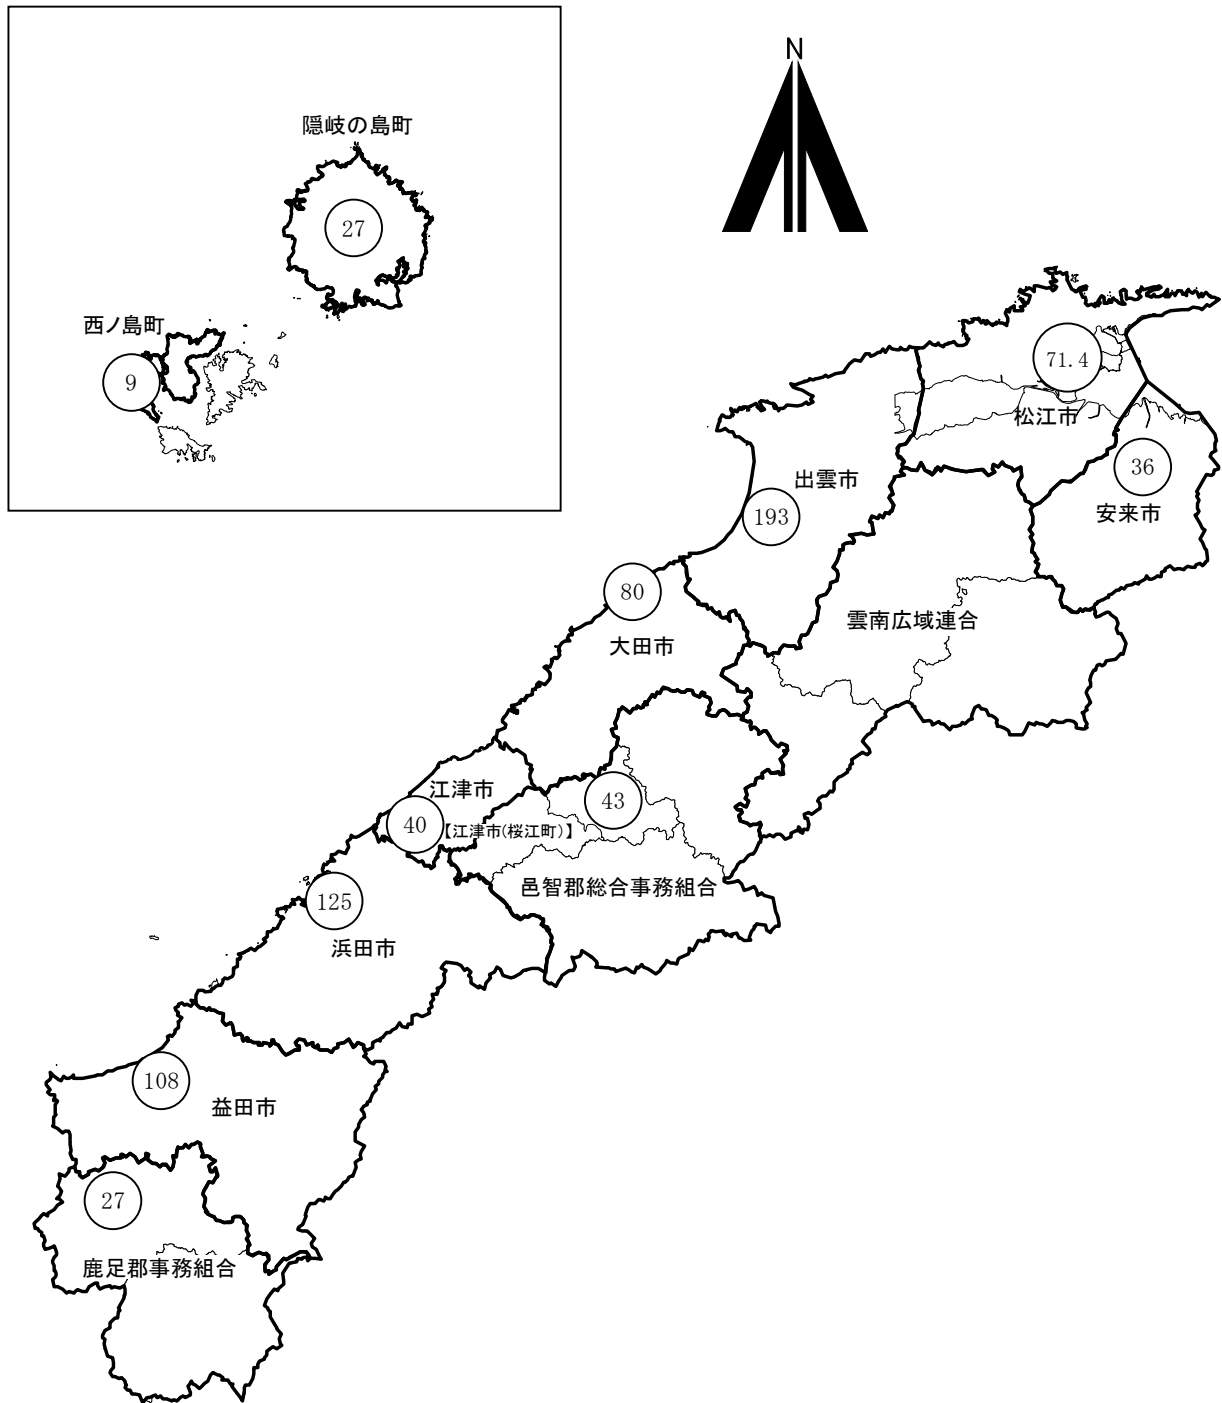 N
隠岐の島町
27
西ノ島町
9
71.4
松江市
36
安来市
出雲市
193
80
大田市
雲南広域連合
江津市
40
【江津市(桜江町)】
43
邑智郡総合事務組合
125
浜田市
108
益田市
27
鹿足郡事務組合